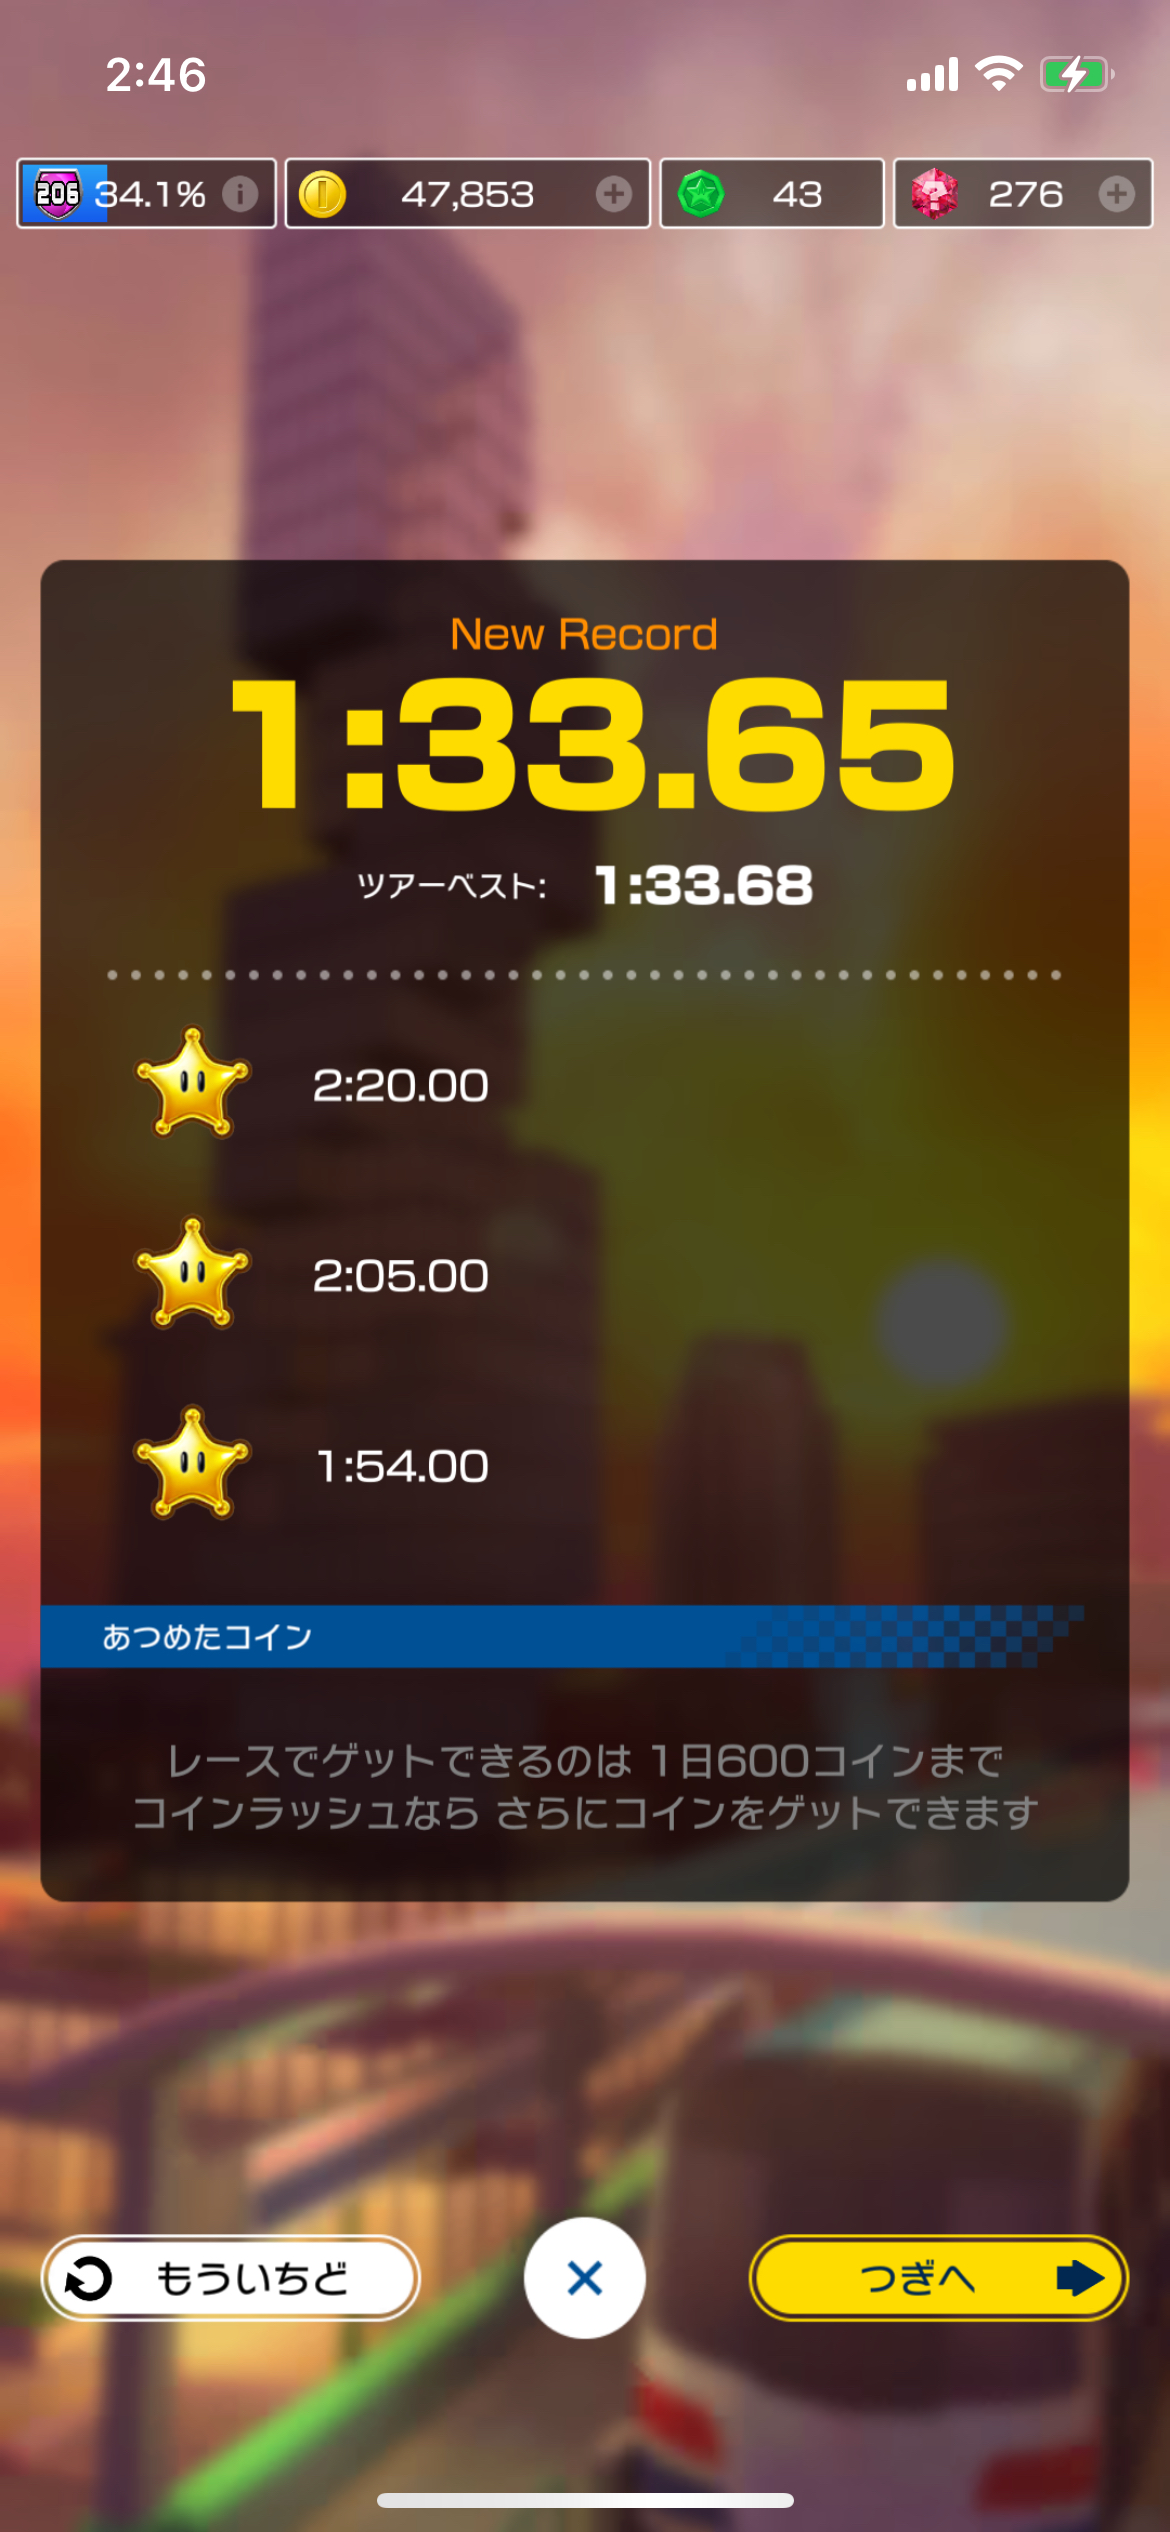 2:46
206 34.1% i 47,853 + 43 276 +
New Record
1:33.65
ツアーベスト: 1:33.68
2:20.00
2:05.00
1:54.00
あつめたコイン
レースでゲットできるのは 1日600コインまで
コインラッシュなら さらにコインをゲットできます
もういちど × つぎへ